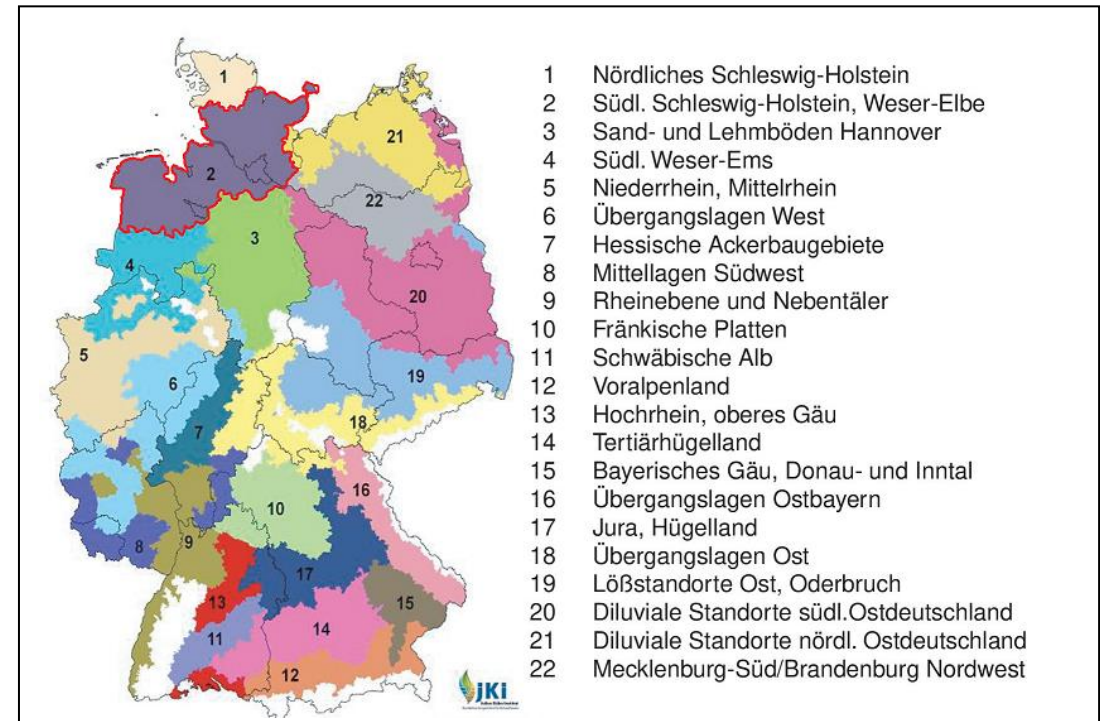 1 Nördliches Schleswig-Holstein
2 Südl. Schleswig-Holstein, Weser-Elbe
3 Sand- und Lehmböden Hannover
4 Südl. Weser-Ems
5 Niederrhein, Mittelrhein
6 Übergangslagen West
7 Hessische Ackerbaugebiete
8 Mittellagen Südwest
9 Rheinebene und Nebentäler
10 Fränkische Platten
11 Schwäbische Alb
12 Voralpenland
13 Hochrhein, oberes Gäu
14 Tertiärhügelland
15 Bayerisches Gäu, Donau- und Inntal
16 Übergangslagen Ostbayern
17 Jura, Hügelland
18 Übergangslagen Ost
19 Lößstandorte Ost, Oderbruch
20 Diluviale Standorte südl.Ostdeutschland
21 Diluviale Standorte nördl. Ostdeutschland
22 Mecklenburg-Süd/Brandenburg Nordwest
1
21
2
22
3
4
20
5
6
19
18
7
16
10
8
9
17
13
15
14
11
12
JKi